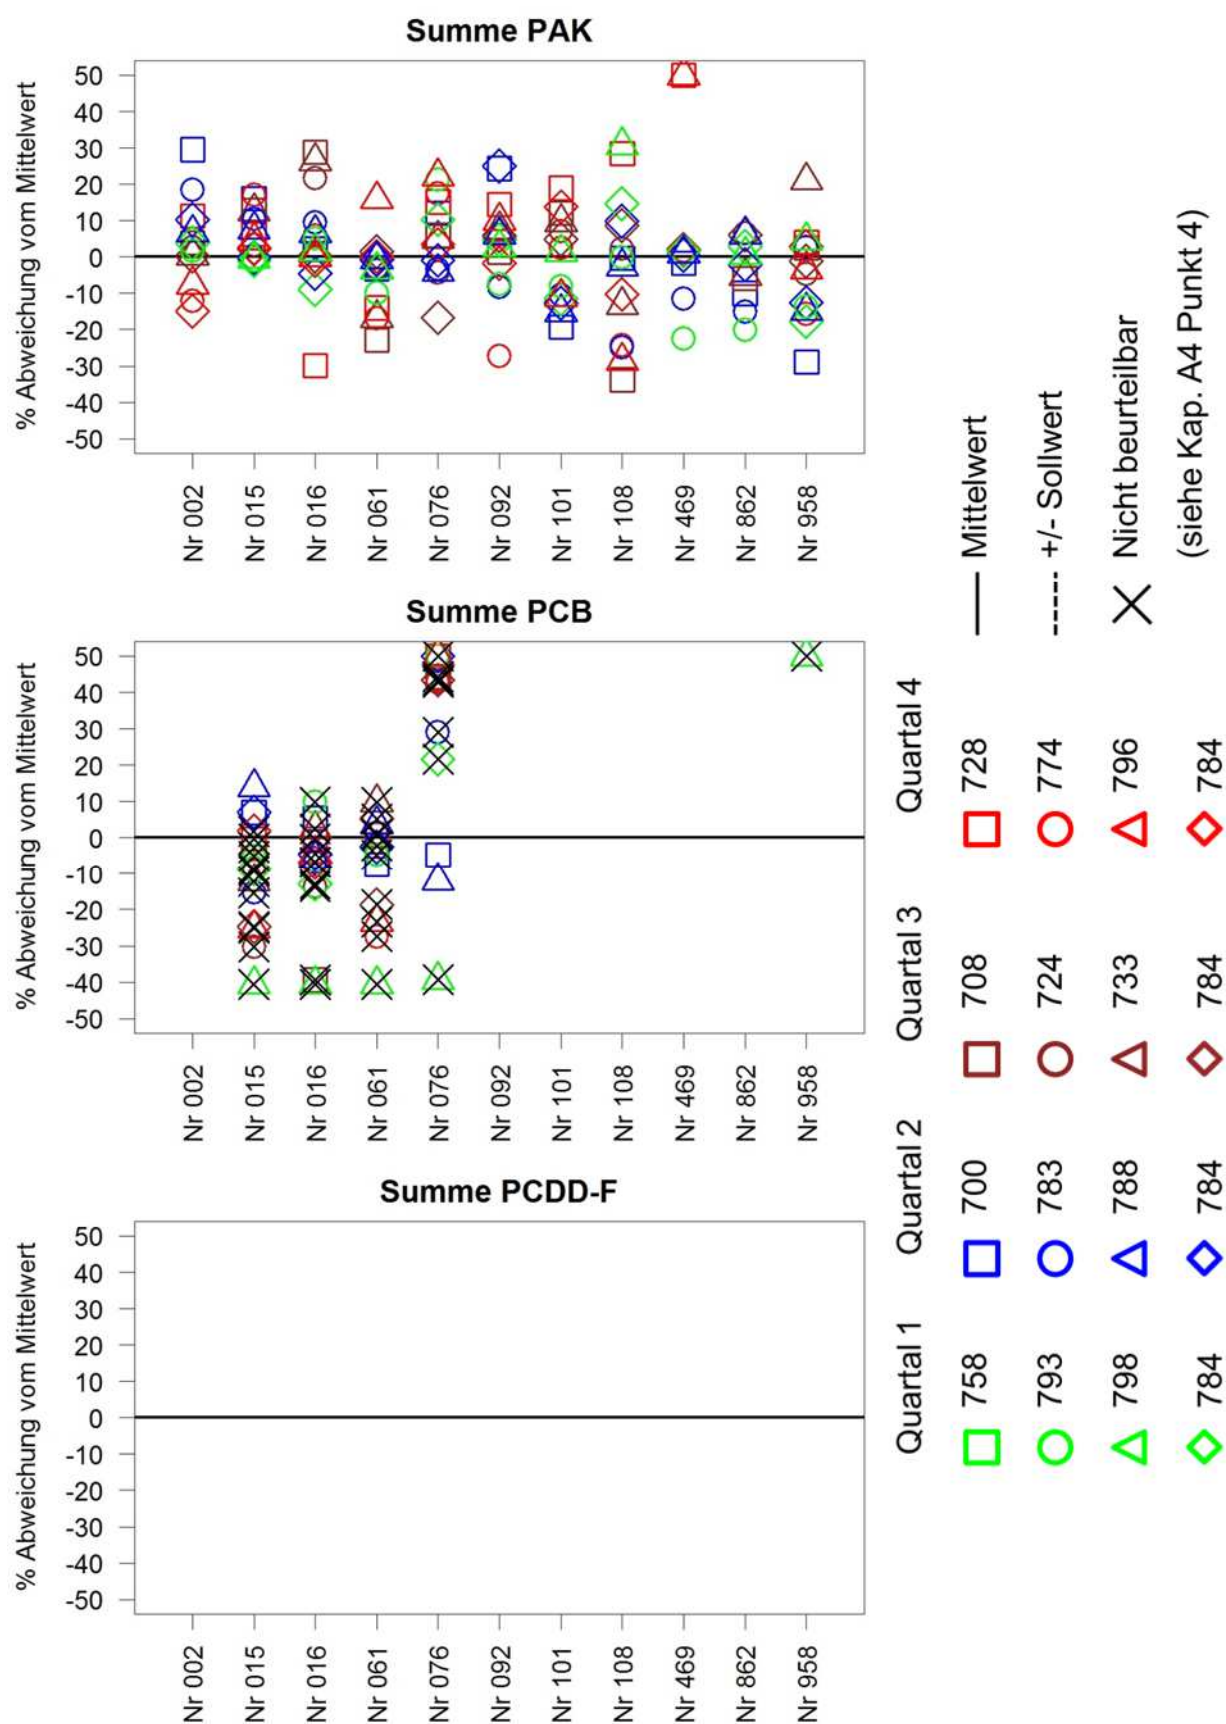 Summe PAK
% Abweichung vom Mittelwert
50
40
30
20
10
0
-10
-20
-30
-40
-50
Nr 002
Nr 015
Nr 016
Nr 061
Nr 076
Nr 092
Nr 101
Nr 108
Nr 469
Nr 862
Nr 958
Summe PCB
% Abweichung vom Mittelwert
50
40
30
20
10
0
-10
-20
-30
-40
-50
Nr 002
Nr 015
Nr 016
Nr 061
Nr 076
Nr 092
Nr 101
Nr 108
Nr 469
Nr 862
Nr 958
Summe PCDD-F
% Abweichung vom Mittelwert
50
40
30
20
10
0
-10
-20
-30
-40
-50
Nr 002
Nr 015
Nr 016
Nr 061
Nr 076
Nr 092
Nr 101
Nr 108
Nr 469
Nr 862
Nr 958
Quartal 1 Quartal 2 Quartal 3 Quartal 4
758 700 708 728 Mittelwert
793 783 724 774 +/- Sollwert
798 788 733 796 Nicht beurteilbar
784 784 784 784 (siehe Kap. A4 Punkt 4)